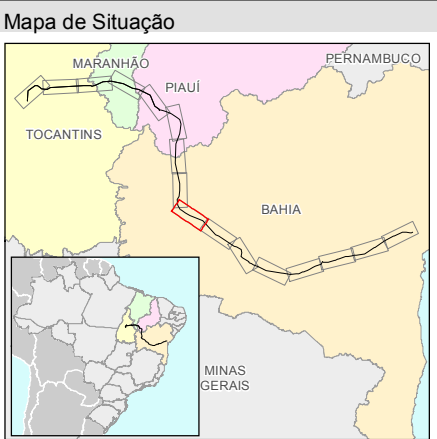 Mapa de Situação
PERNAMBUCO
MARANHÃO
PIAUÍ
TOCANTINS
BAHIA
MINAS
GERAIS